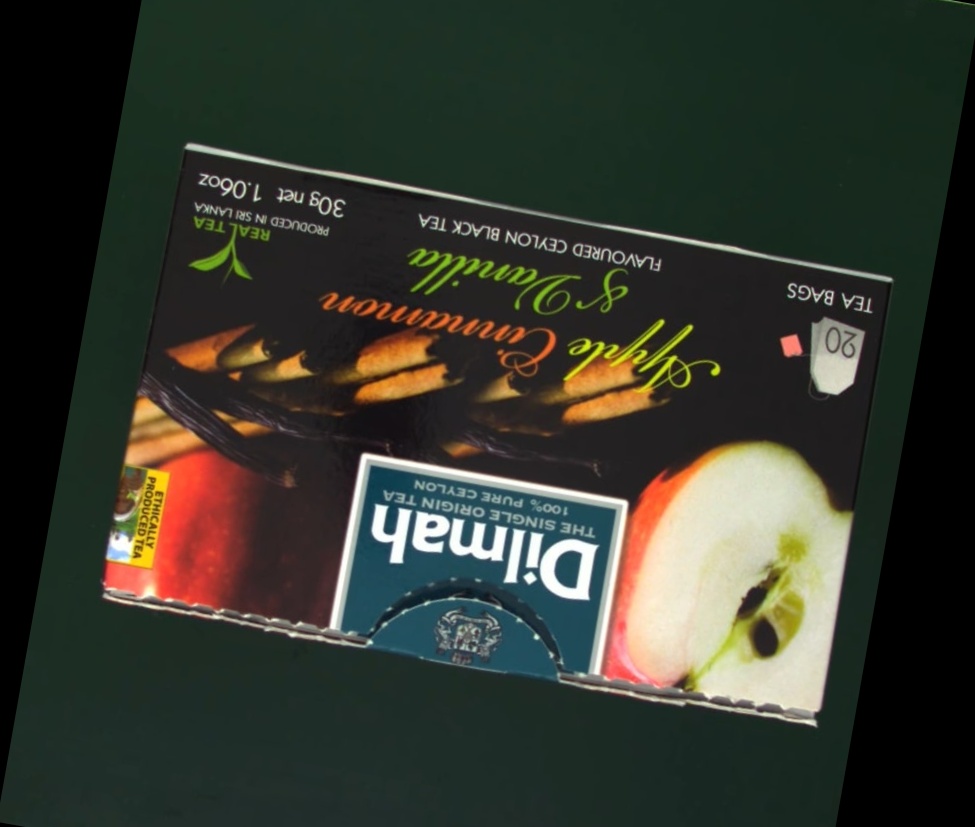 Dilmah
THE SINGLE ORIGIN TEA
100% PURE CEYLON
ETHICALLY
PRODUCED TEA
Apple Cinnamon
& Vanilla
FLAVOURED CEYLON BLACK TEA
20
TEA BAGS
REAL TEA
PRODUCED IN SRI LANKA
30g net 1.06oz